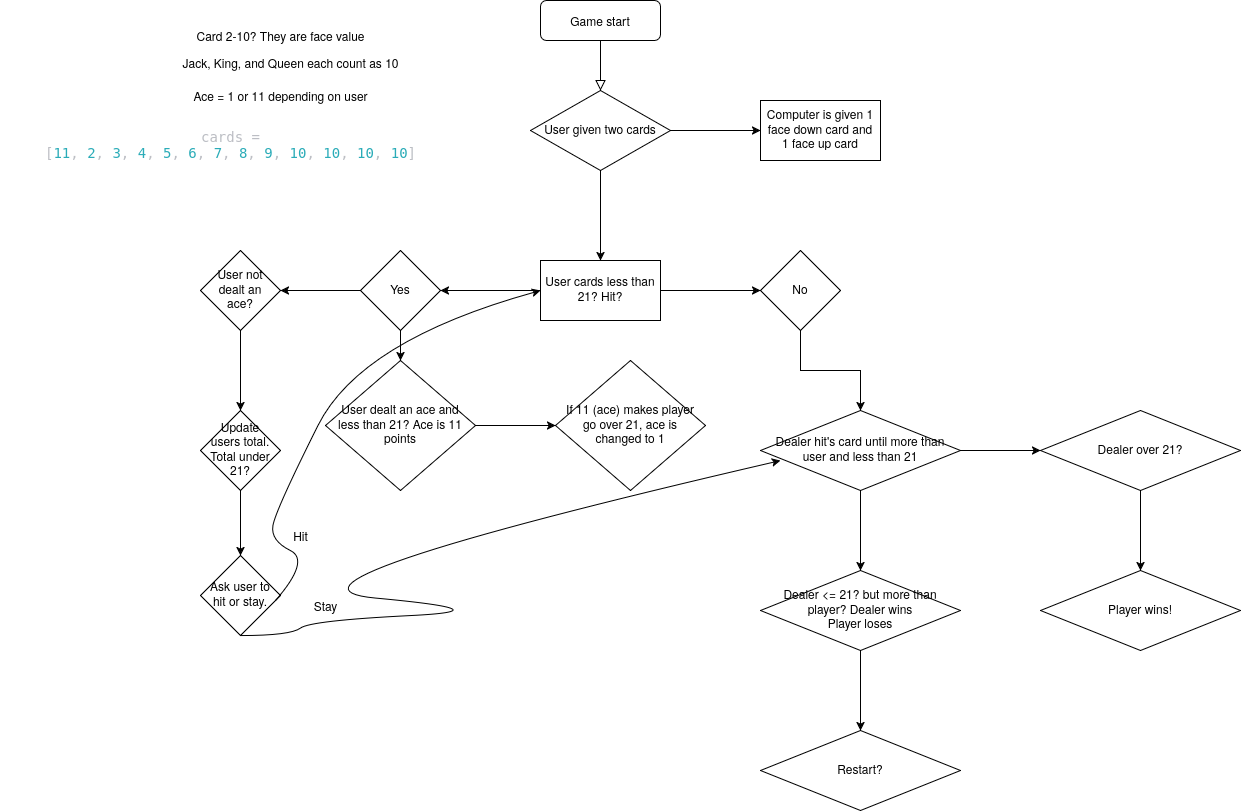 Game start
Card 2-10? They are face value
Jack, King, and Queen each count as 10
Ace = 1 or 11 depending on user
cards =
[11, 2, 3, 4, 5, 6, 7, 8, 9, 10, 10, 10, 10]
User given two cards
Computer is given 1
face down card and
1 face up card
User not
dealt an
ace?
Yes
User cards less than
21? Hit?
No
User dealt an ace and
less than 21? Ace is 11
points
If 11 (ace) makes player
go over 21, ace is
changed to 1
Update
users total.
Total under
21?
Dealer hit's card until more than
user and less than 21
Dealer over 21?
Hit
Ask user to
hit or stay.
Stay
Dealer <= 21? but more than
player? Dealer wins
Player loses
Player wins!
Restart?